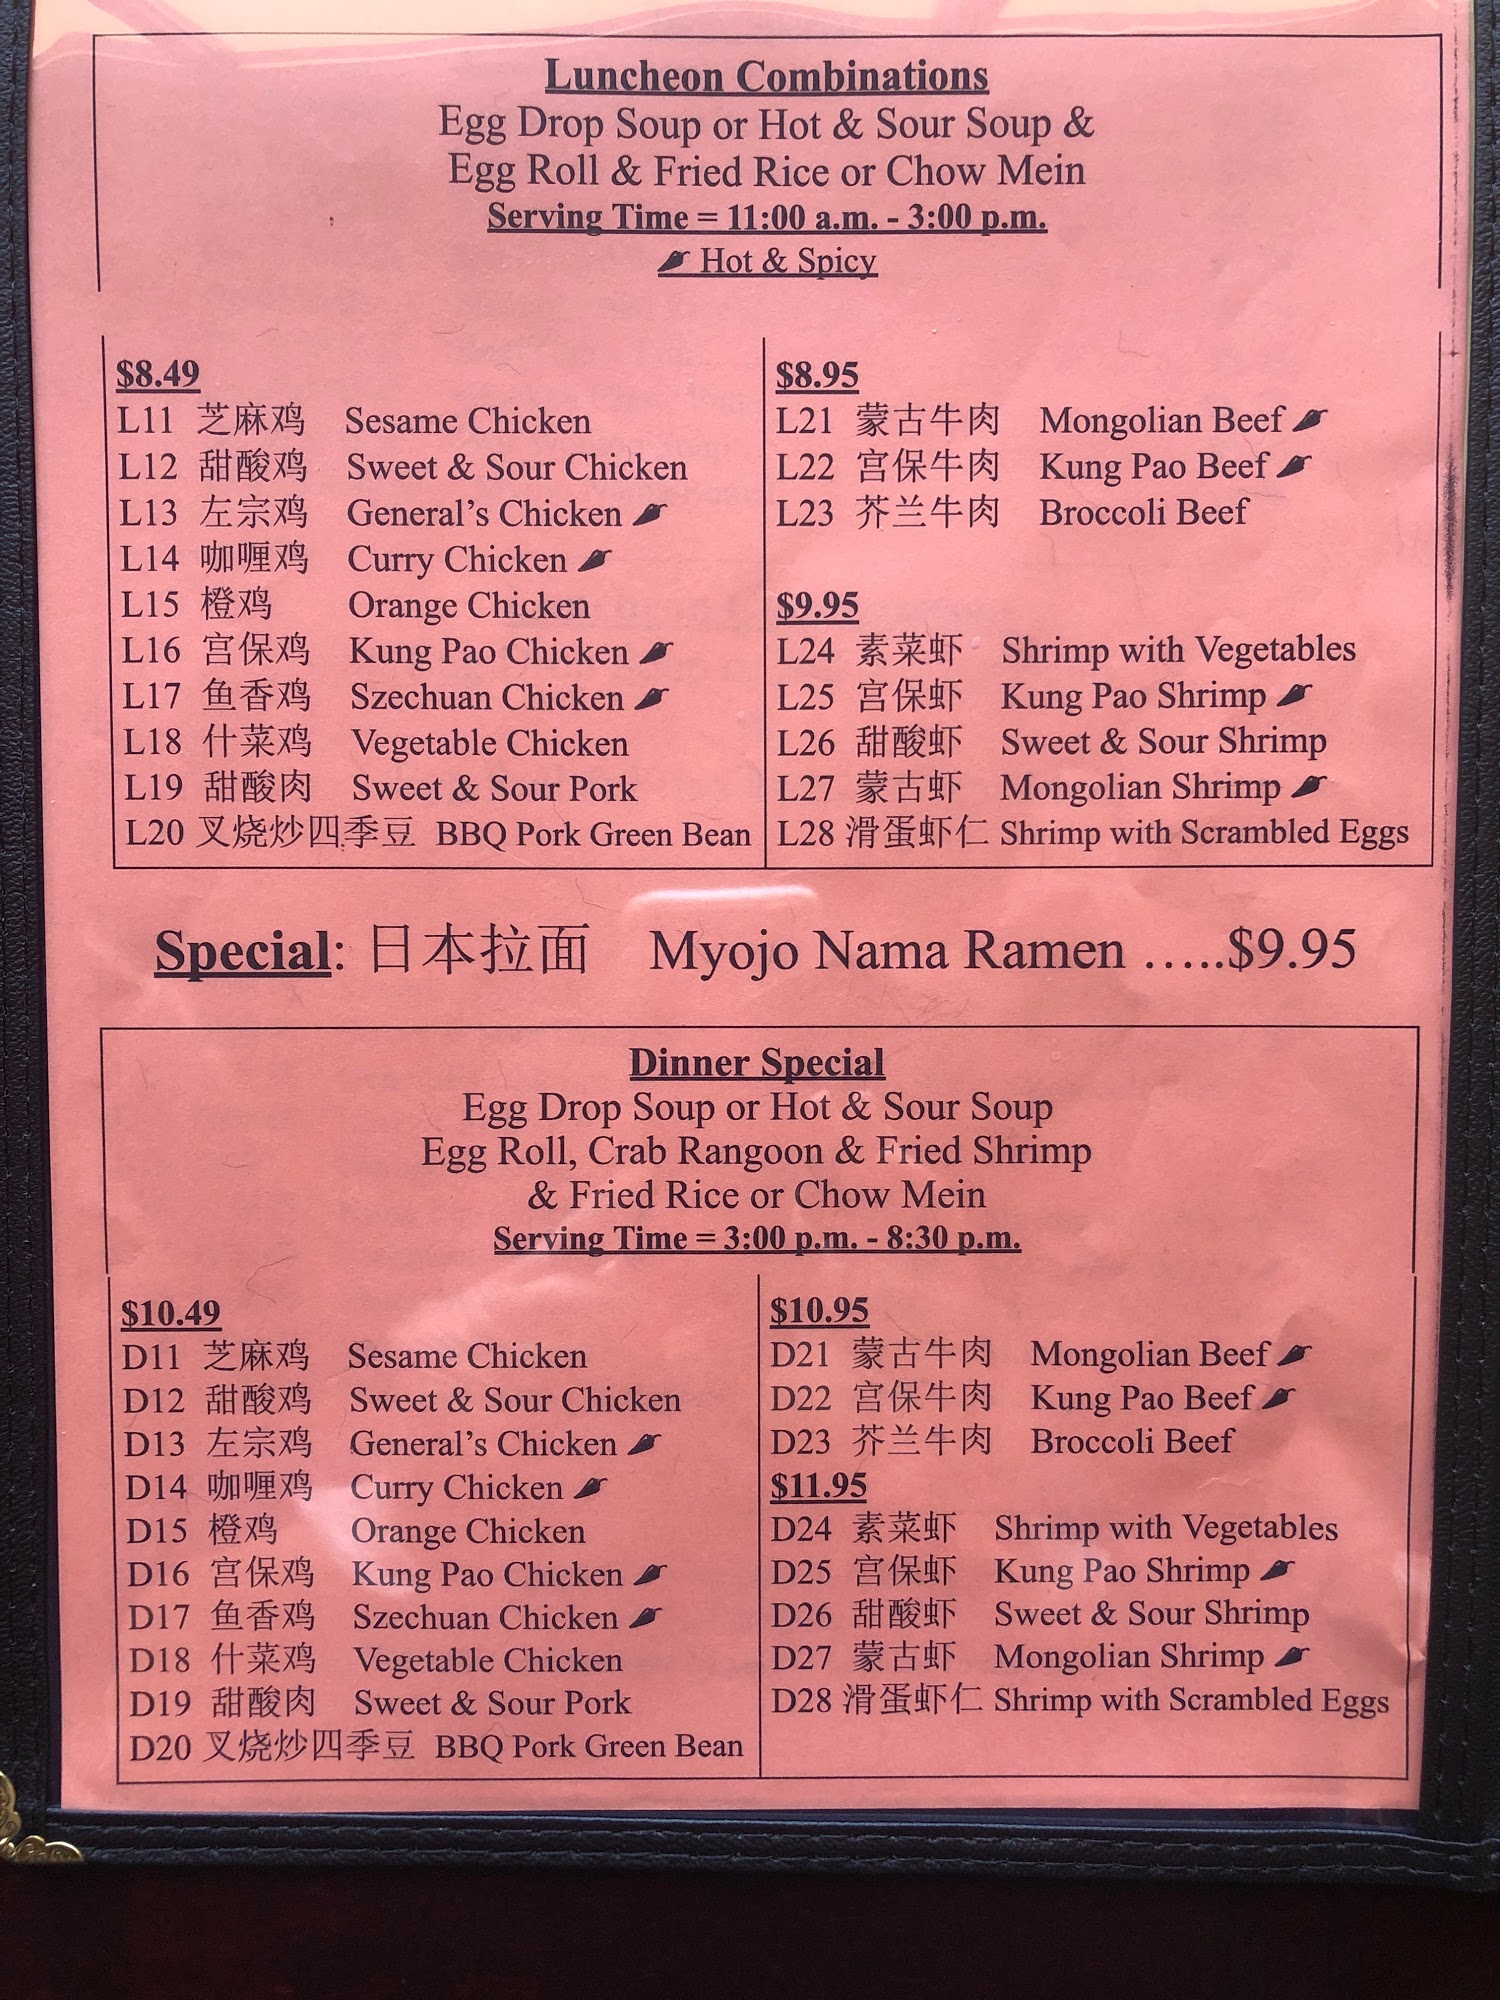 Luncheon Combinations
Egg Drop Soup or Hot & Sour Soup &
Egg Roll & Fried Rice or Chow Mein
Serving Time = 11:00 a.m. - 3:00 p.m.
Hot & Spicy
$8.49
L11 芝麻鸡 Sesame Chicken
L12 甜酸鸡 Sweet & Sour Chicken
L13 左宗鸡 General's Chicken
L14 咖喱鸡 Curry Chicken
L15 橙鸡 Orange Chicken
L16 宫保鸡 Kung Pao Chicken
L17 鱼香鸡 Szechuan Chicken
L18 什菜鸡 Vegetable Chicken
L19 甜酸肉 Sweet & Sour Pork
L20 叉烧炒四季豆 BBQ Pork Green Bean
$8.95
L21 蒙古牛肉 Mongolian Beef
L22 宫保牛肉 Kung Pao Beef
L23 芥兰牛肉 Broccoli Beef
$9.95
L24 素菜虾 Shrimp with Vegetables
L25 宫保虾 Kung Pao Shrimp
L26 甜酸虾 Sweet & Sour Shrimp
L27 蒙古虾 Mongolian Shrimp
L28 滑蛋虾仁 Shrimp with Scrambled Eggs
Special: 日本拉面 Myojo Nama Ramen …..$9.95
Dinner Special
Egg Drop Soup or Hot & Sour Soup
Egg Roll, Crab Rangoon & Fried Shrimp
& Fried Rice or Chow Mein
Serving Time = 3:00 p.m. - 8:30 p.m.
$10.49
D11 芝麻鸡 Sesame Chicken
D12 甜酸鸡 Sweet & Sour Chicken
D13 左宗鸡 General's Chicken
D14 咖喱鸡 Curry Chicken
D15 橙鸡 Orange Chicken
D16 宫保鸡 Kung Pao Chicken
D17 鱼香鸡 Szechuan Chicken
D18 什菜鸡 Vegetable Chicken
D19 甜酸肉 Sweet & Sour Pork
D20 叉烧炒四季豆 BBQ Pork Green Bean
$10.95
D21 蒙古牛肉 Mongolian Beef
D22 宫保牛肉 Kung Pao Beef
D23 芥兰牛肉 Broccoli Beef
$11.95
D24 素菜虾 Shrimp with Vegetables
D25 宫保虾 Kung Pao Shrimp
D26 甜酸虾 Sweet & Sour Shrimp
D27 蒙古虾 Mongolian Shrimp
D28 滑蛋虾仁 Shrimp with Scrambled Eggs